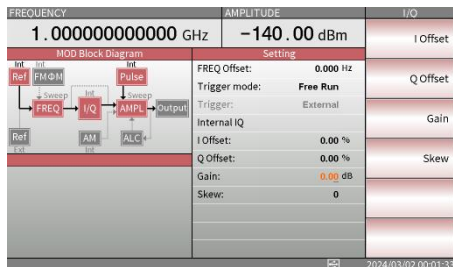 FREQUENCY
AMPLITUDE
I/Q
1.000000000000 GHz
-140.00 dBm
I Offset
MOD Block Diagram
Setting
Int
Int
Int
Ref
FMΦM
Pulse
FREQ Offset:
0.000 Hz
Q Offset
Sweep
Int
Sweep
Trigger mode:
Free Run
FREQ
I/Q
AMPL
Output
Trigger:
External
Gain
Internal IQ
Ref
AM
ALC
I Offset:
0.00 %
Ext
Int
Q Offset:
0.00 %
Skew
Gain:
0.00 dB
Skew:
0
2024/03/02 00:01:33